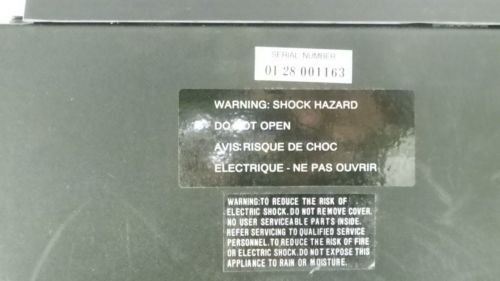 SERIAL NUMBER
01 28 001163
WARNING: SHOCK HAZARD
DO NOT OPEN
AVIS:RISQUE DE CHOC
ELECTRIQUE - NE PAS OUVRIR
WARNING:TO REDUCE THE RISK OF
ELECTRIC SHOCK.DO NOT REMOVE COVER.
NO USER SERVICEABLE PARTS INSIDE.
REFER SERVICING TO QUALIFIED SERVICE
PERSONNEL.TO REDUCE THE RISK OF FIRE
OR ELECTRIC SHOCK.DO NOT EXPOSE THIS
APPLIANCE TO RAIN OR MOISTURE.